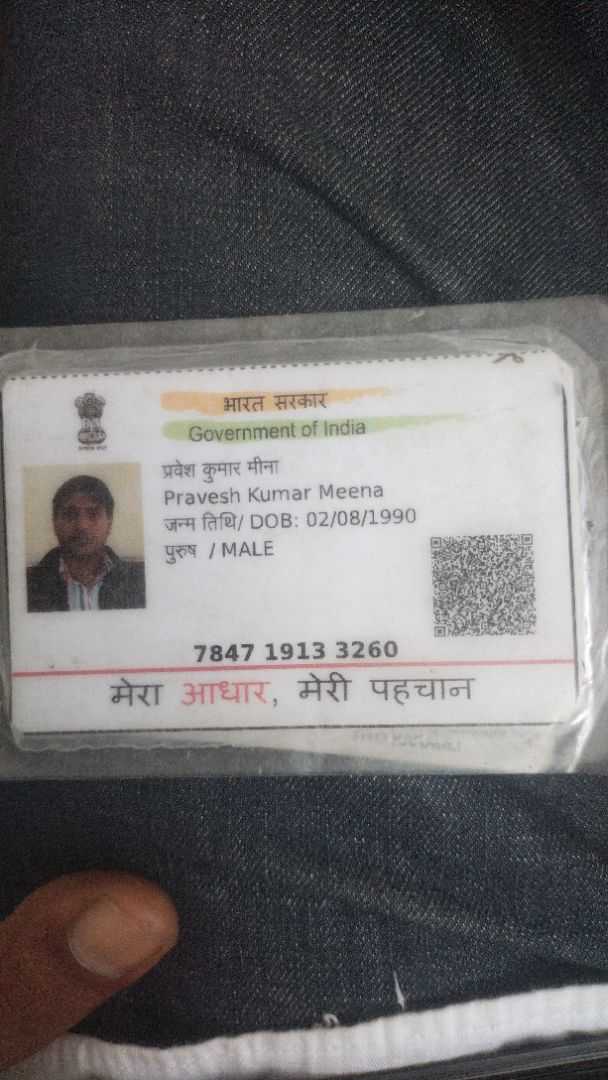 भारत सरकार
Government of India
प्रवेश कुमार मीना
Pravesh Kumar Meena
जन्म तिथि/ DOB: 02/08/1990
पुरुष / MALE
7847 1913 3260
मेरा आधार, मेरी पहचान